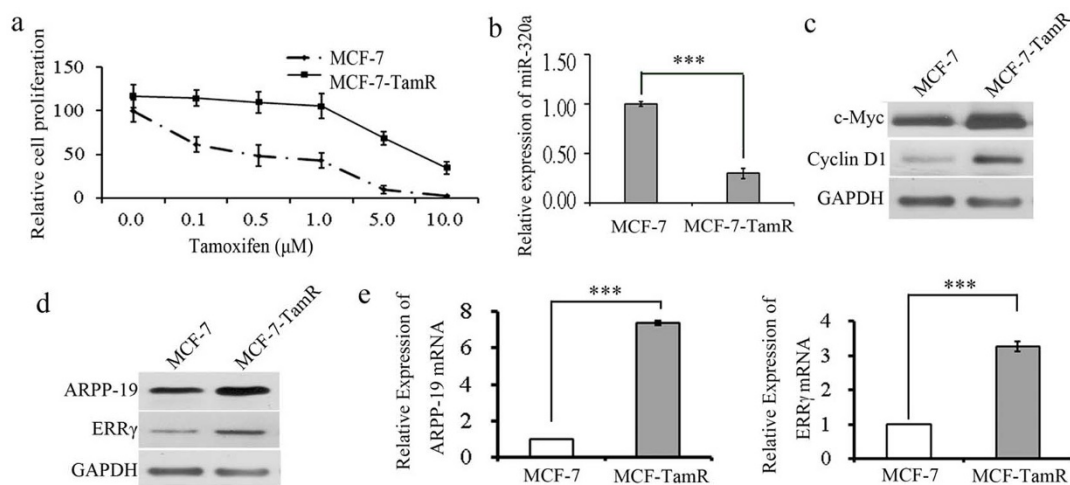 a
Relative cell proliferation
150
100
50
0
MCF-7
MCF-7-TamR
0.0 0.1 0.5 1.0 5.0 10.0
Tamoxifen (μM)
b
Relative expression of miR-320a
1.50
1.00
0.50
0.00
***
MCF-7 MCF-7-TamR
c
MCF-7 MCF-7-TamR
c-Myc
Cyclin D1
GAPDH
d
MCF-7 MCF-7-TamR
ARPP-19
ERRγ
GAPDH
e
Relative Expression of
ARPP-19 mRNA
8
6
4
2
0
***
MCF-7 MCF-TamR
Relative Expression of
ERRγ mRNA
4
3
2
1
0
***
MCF-7 MCF-TamR